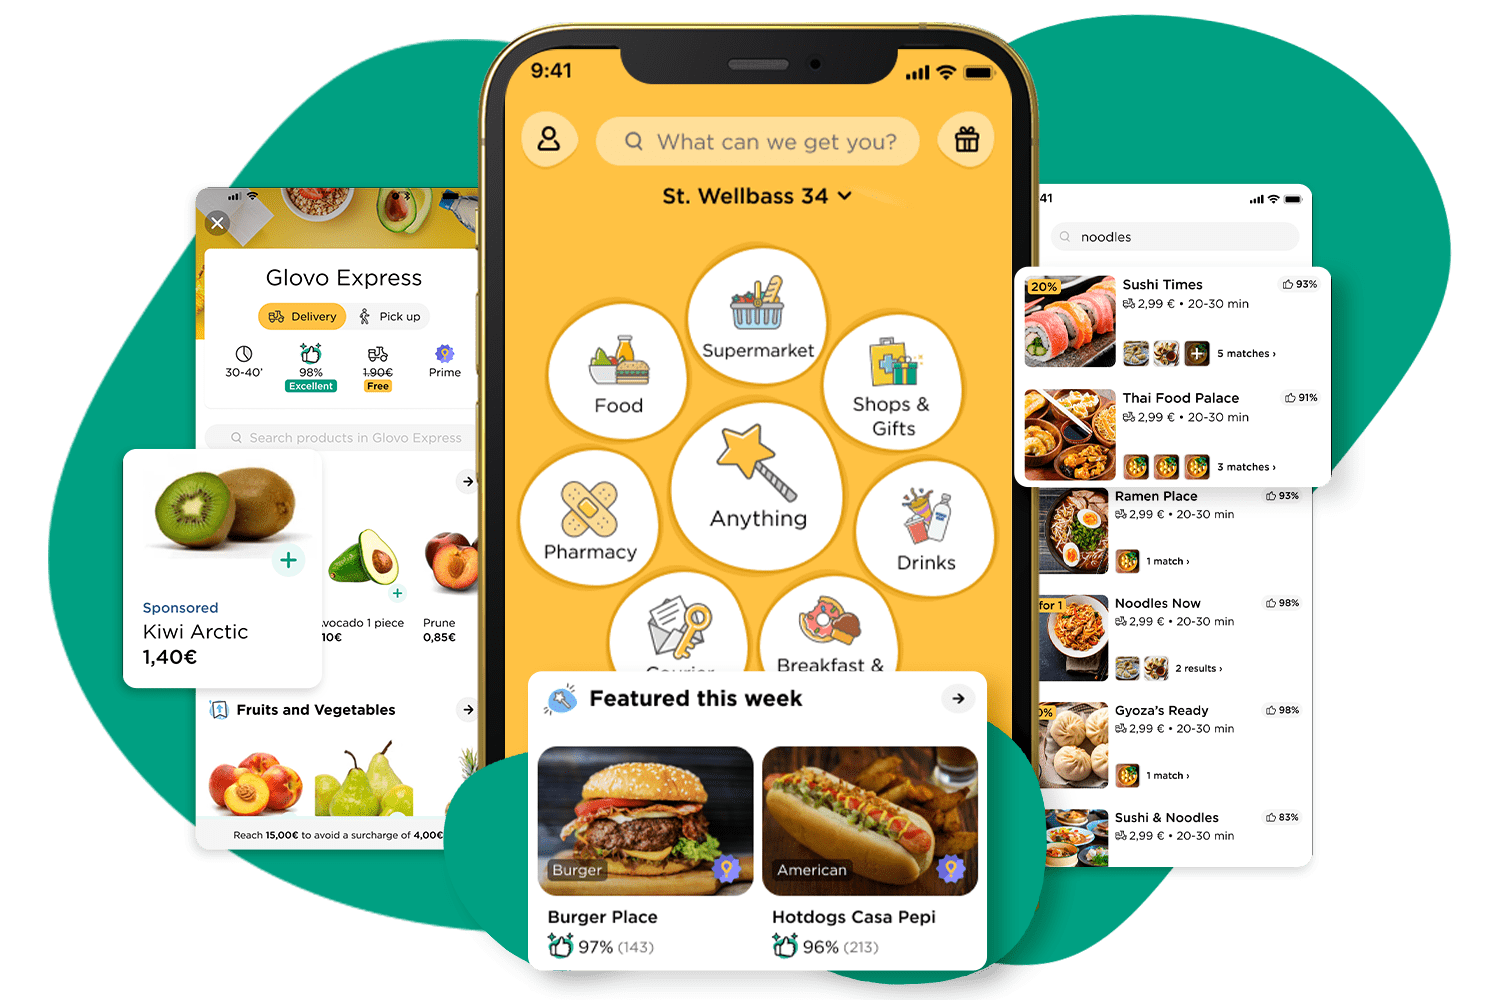 9:41
What can we get you?
St. Wellbass 34
Supermarket
Food
Shops &
Gifts
Anything
Pharmacy
Drinks
Courier
Breakfast &
Featured this week
Burger
American
Burger Place
97% (143)
Hotdogs Casa Pepi
96% (213)
Glovo Express
Delivery
Pick up
30-40'
98%
Excellent
1.90€
Free
Prime
Search products in Glovo Express
Sponsored
Kiwi Arctic
1,40€
vocado 1 piece
10€
Prune
0,85€
Fruits and Vegetables
Reach 15,00€ to avoid a surcharge of 4,00€
41
noodles
20%
Sushi Times
93%
2,99 € • 20-30 min
5 matches ›
Thai Food Palace
91%
2,99 € • 20-30 min
3 matches ›
Ramen Place
93%
2,99 € • 20-30 min
1 match ›
for 1
Noodles Now
98%
2,99 € • 20-30 min
2 results ›
0%
Gyoza's Ready
98%
2,99 € • 20-30 min
1 match ›
Sushi & Noodles
83%
2,99 € • 20-30 min